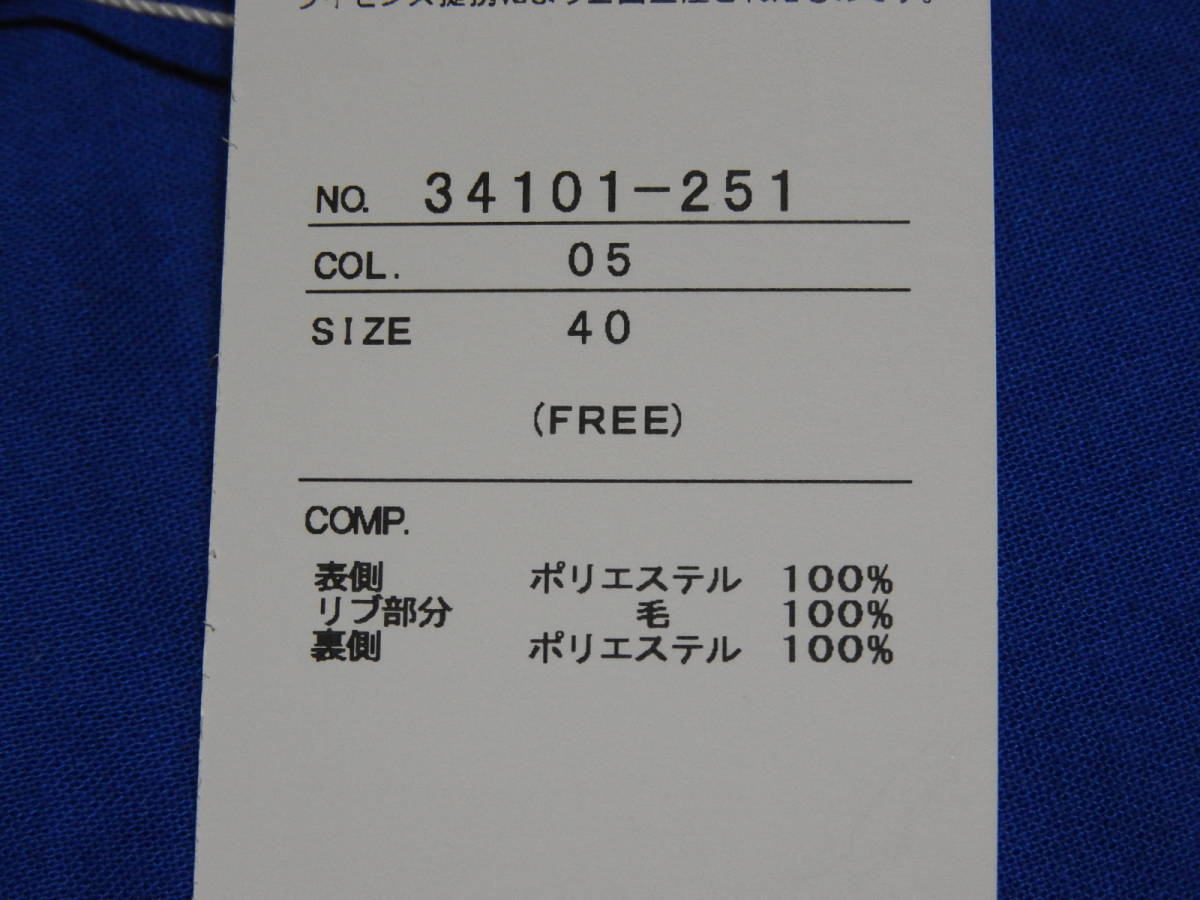 NO. 34101-251
COL. 05
SIZE 40
(FREE)
COMP.
表側 ポリエステル 100%
リブ部分 毛 100%
裏側 ポリエステル 100%